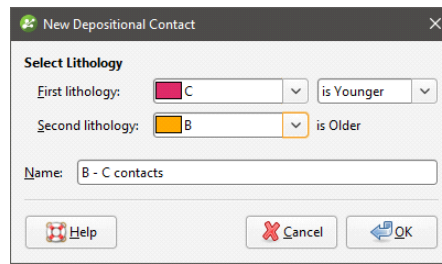 New Depositional Contact
Select Lithology
First lithology: C is Younger
Second lithology: B is Older
Name: B - C contacts
Help Cancel OK